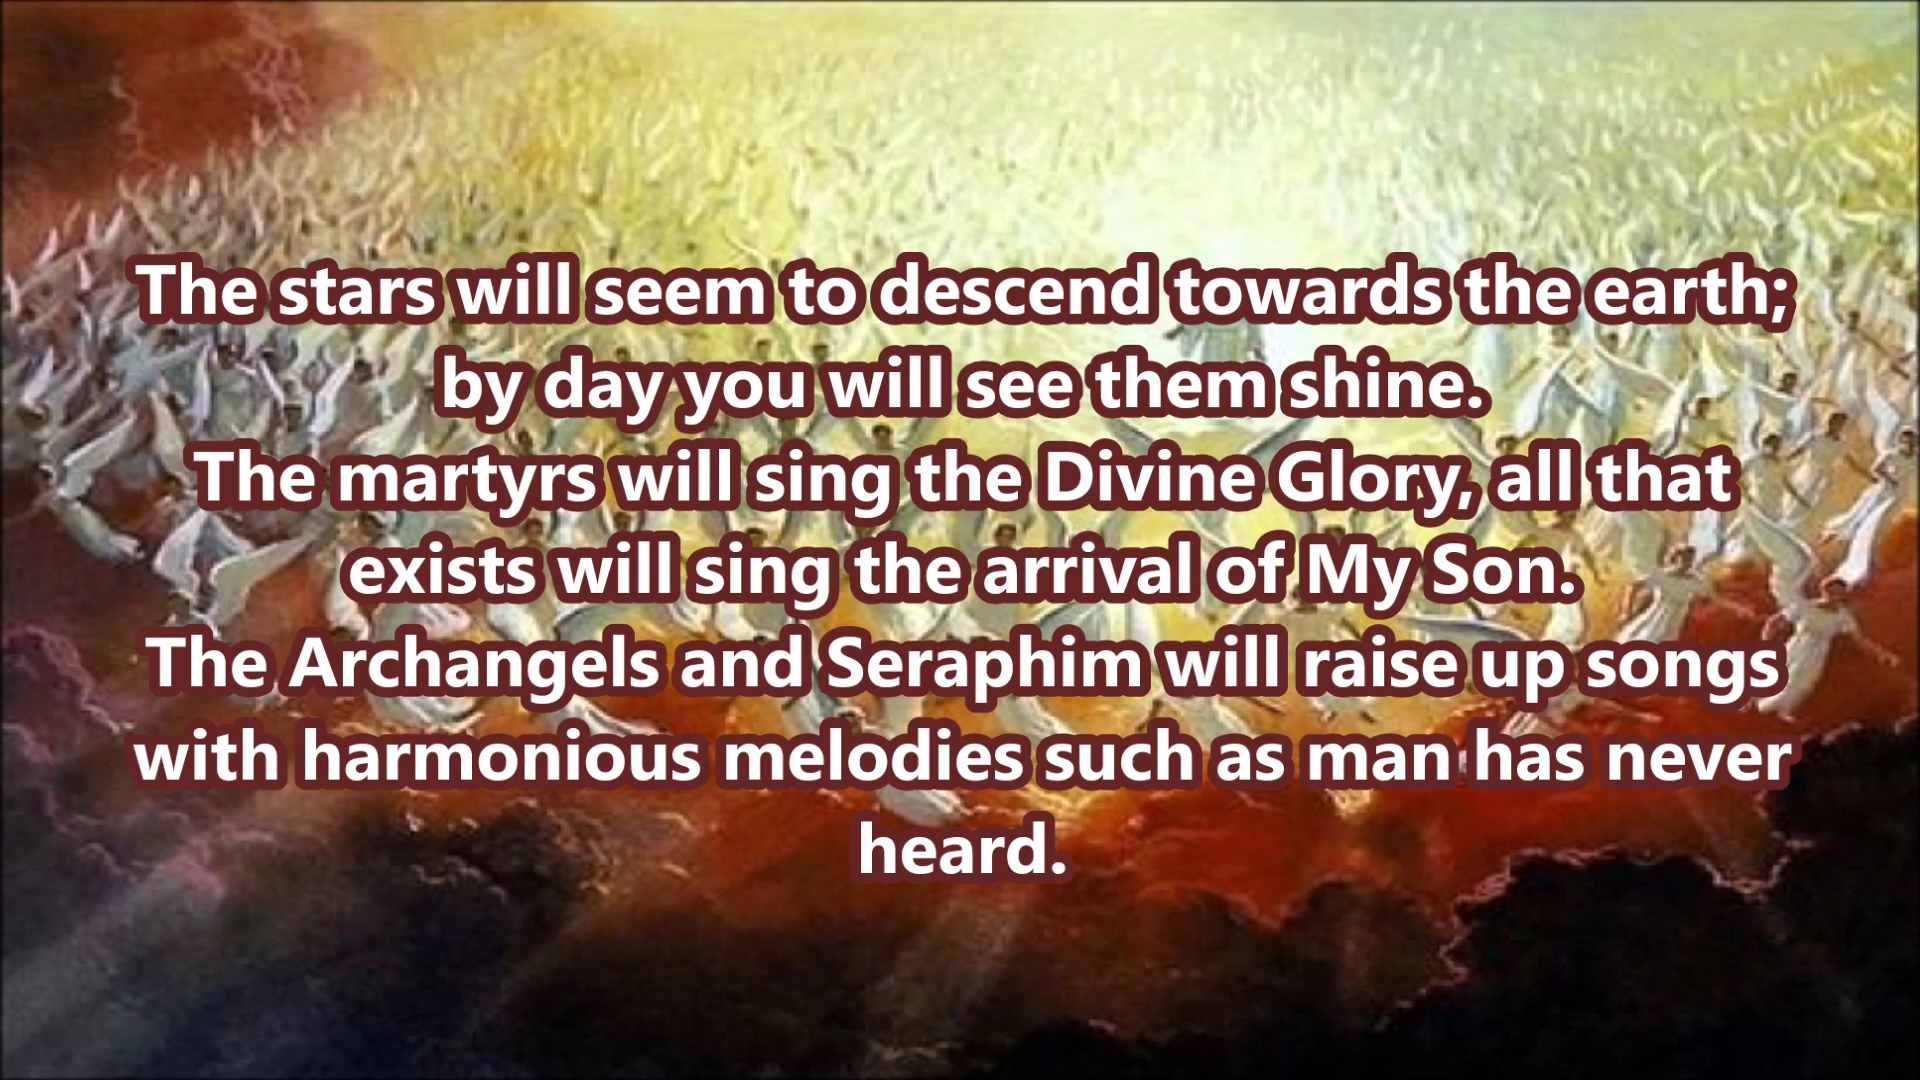 The stars will seem to descend towards the earth;
by day you will see them shine.
The martyrs will sing the Divine Glory, all that
exists will sing the arrival of My Son.
The Archangels and Seraphim will raise up songs
with harmonious melodies such as man has never
heard.